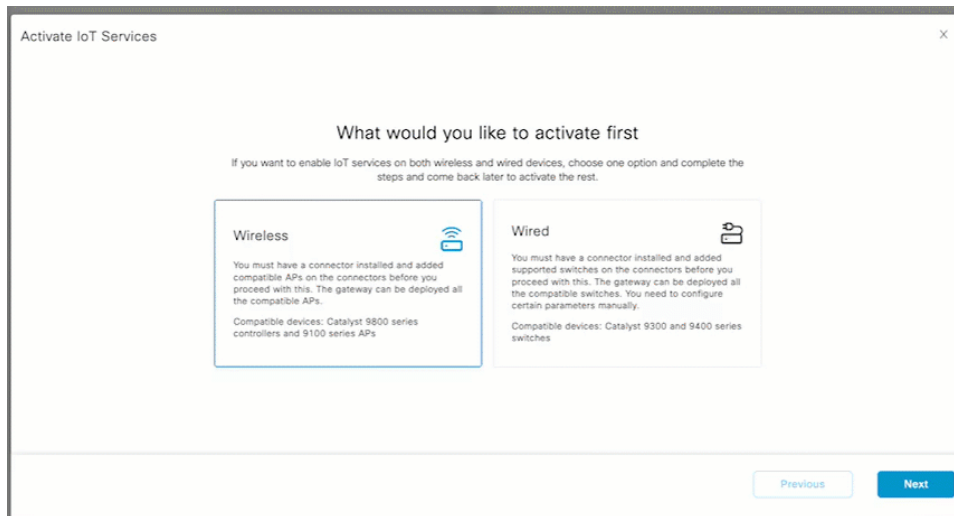 Activate IoT Services
X
What would you like to activate first
If you want to enable IoT services on both wireless and wired devices, choose one option and complete the
steps and come back later to activate the rest.
Wireless
You must have a connector installed and added
compatible APs on the connectors before you
proceed with this. The gateway can be deployed all
the compatible APs.
Compatible devices: Catalyst 9800 series
controllers and 9100 series APs
Wired
You must have a connector installed and added
supported switches on the connectors before you
proceed with this. The gateway can be deployed all
the compatible switches. You need to configure
certain parameters manually.
Compatible devices: Catalyst 9300 and 9400 series
switches
Previous
Next